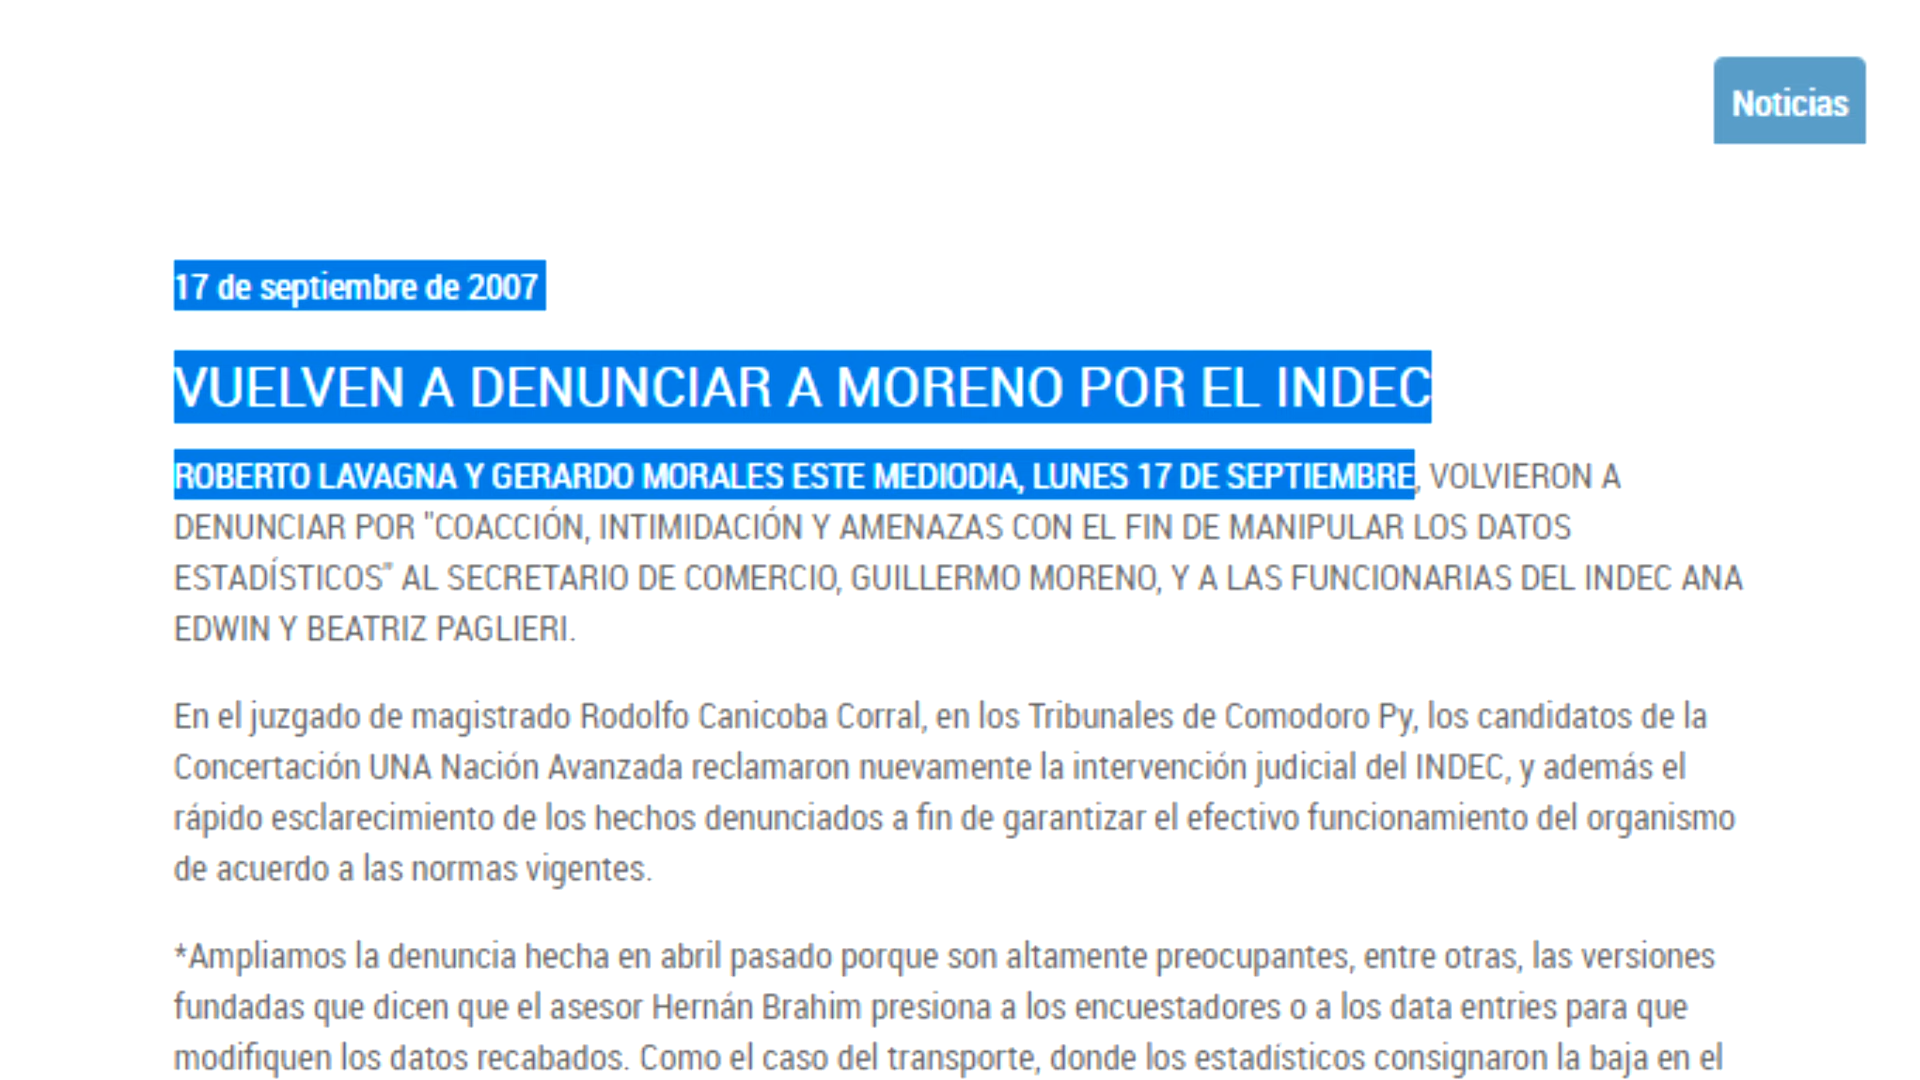 Noticias
17 de septiembre de 2007
VUELVEN A DENUNCIAR A MORENO POR EL INDEC
ROBERTO LAVAGNA Y GERARDO MORALES ESTE MEDIODIA, LUNES 17 DE SEPTIEMBRE, VOLVIERON A
DENUNCIAR POR "COACCIÓN, INTIMIDACIÓN Y AMENAZAS CON EL FIN DE MANIPULAR LOS DATOS
ESTADÍSTICOS" AL SECRETARIO DE COMERCIO, GUILLERMO MORENO, Y A LAS FUNCIONARIAS DEL INDEC ANA
EDWIN Y BEATRIZ PAGLIERI.
En el juzgado de magistrado Rodolfo Canicoba Corral, en los Tribunales de Comodoro Py, los candidatos de la
Concertación UNA Nación Avanzada reclamaron nuevamente la intervención judicial del INDEC, y además el
rápido esclarecimiento de los hechos denunciados a fin de garantizar el efectivo funcionamiento del organismo
de acuerdo a las normas vigentes.
*Ampliamos la denuncia hecha en abril pasado porque son altamente preocupantes, entre otras, las versiones
fundadas que dicen que el asesor Hernán Brahim presiona a los encuestadores o a los data entries para que
modifiquen los datos recabados. Como el caso del transporte, donde los estadísticos consignaron la baja en el